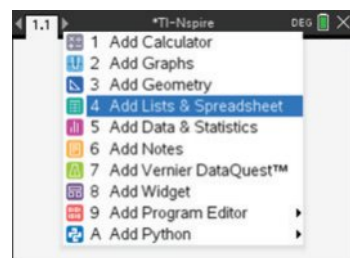 1.1 *TI-Nspire DEG
1 Add Calculator
2 Add Graphs
3 Add Geometry
4 Add Lists & Spreadsheet
5 Add Data & Statistics
6 Add Notes
7 Add Vernier DataQuest™
8 Add Widget
9 Add Program Editor
A Add Python